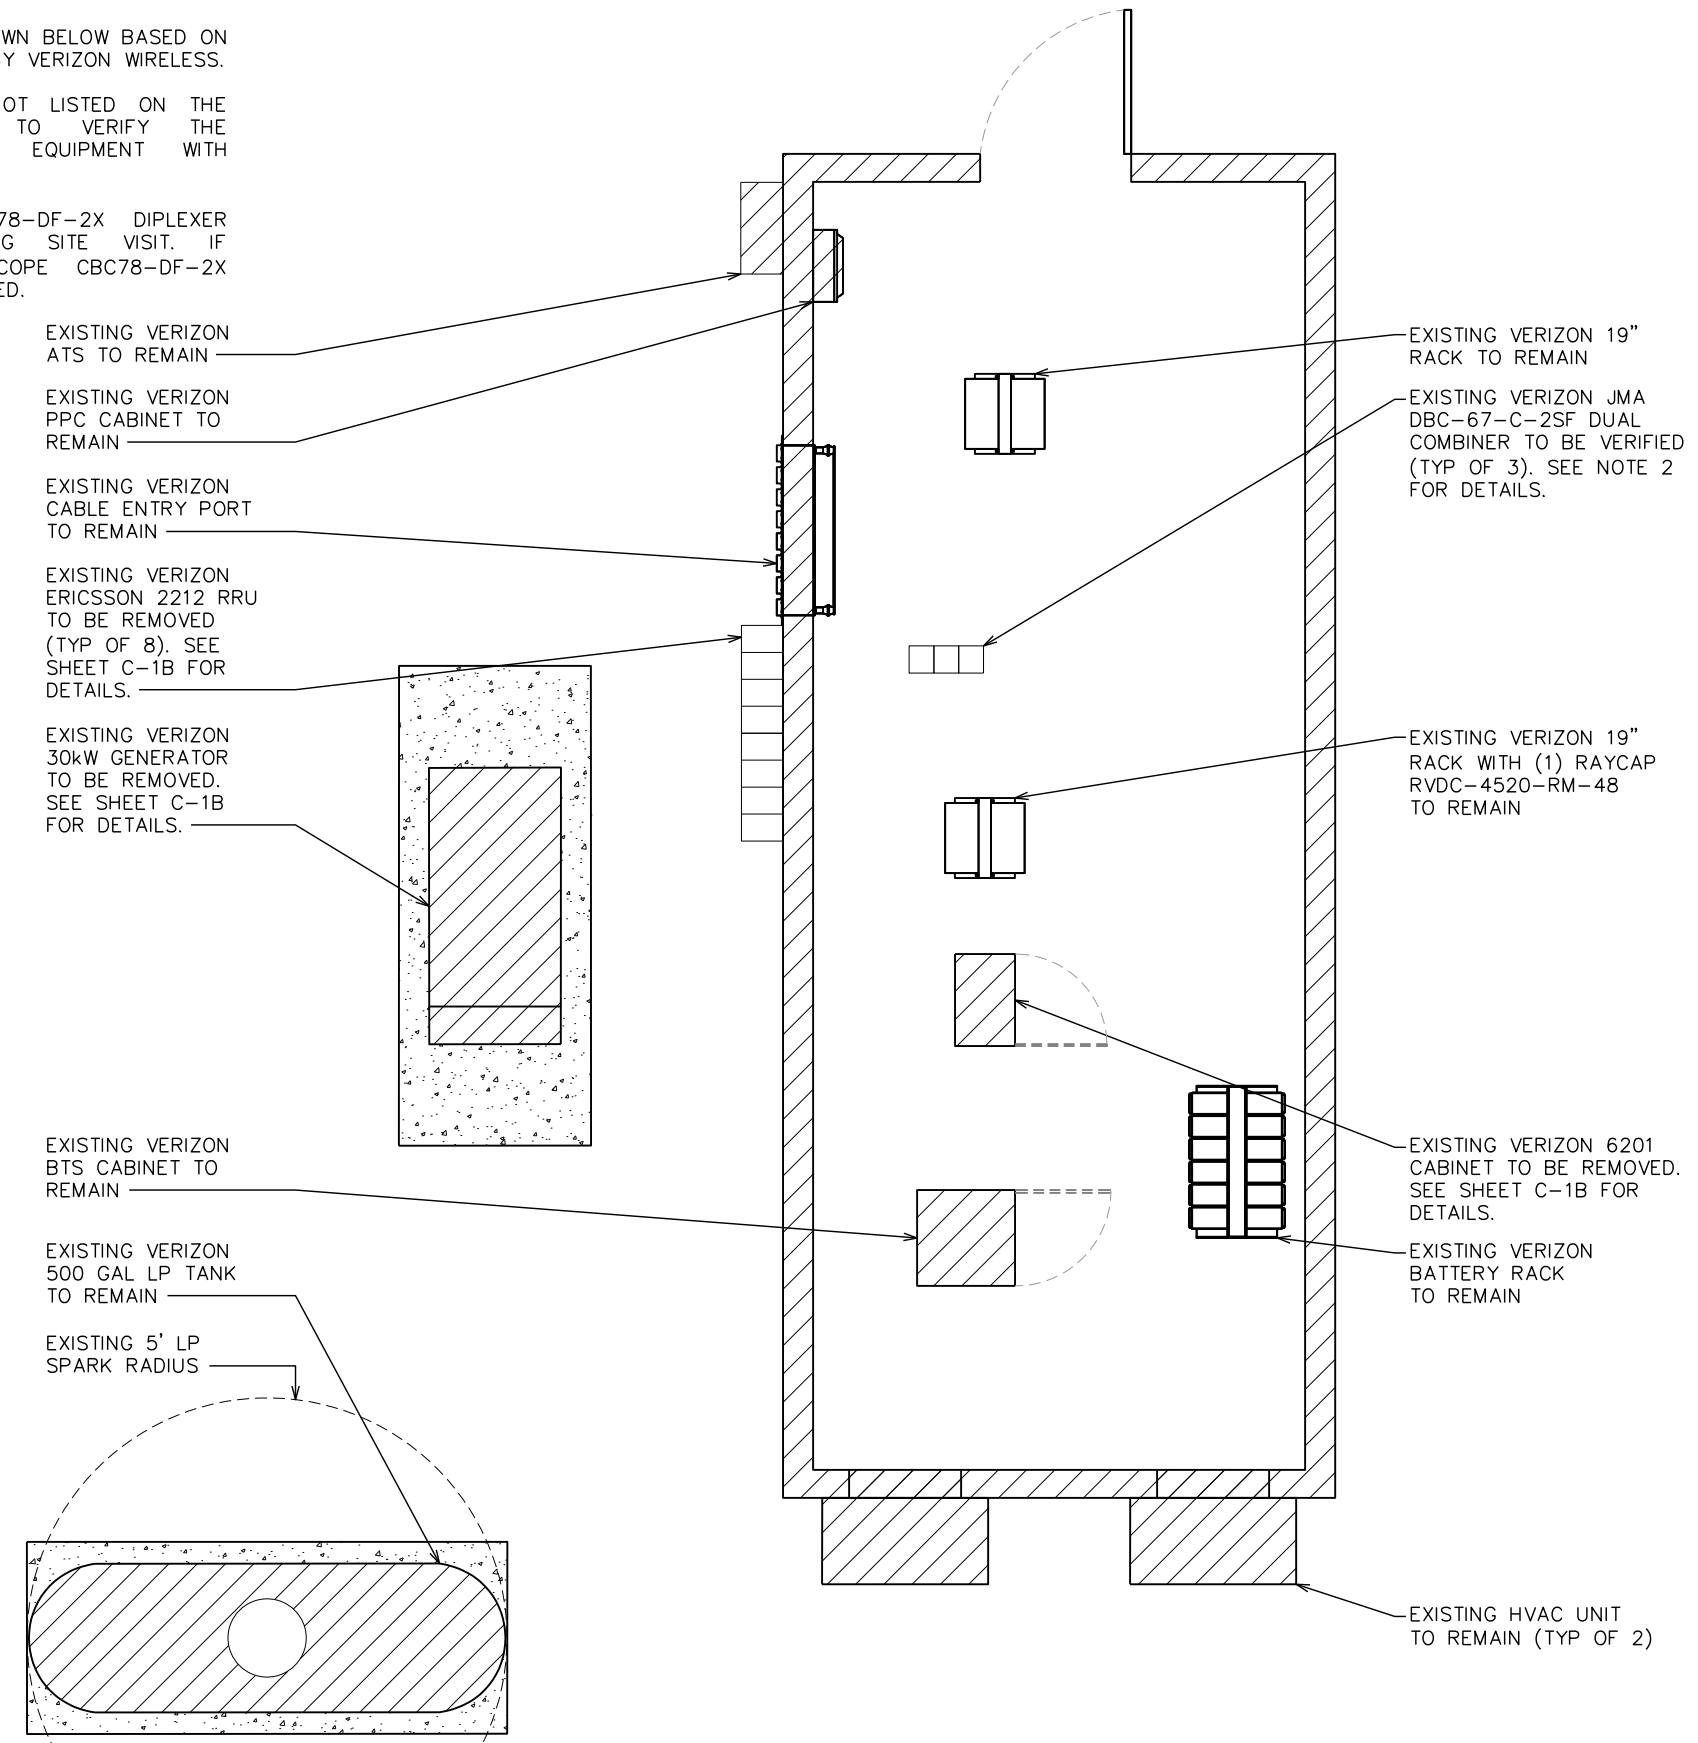 WN BELOW BASED ON
Y VERIZON WIRELESS.
OT LISTED ON THE
TO VERIFY THE
EQUIPMENT WITH
78-DF-2X DIPLEXER
G SITE VISIT. IF
COPE CBC78-DF-2X
ED.
EXISTING VERIZON
ATS TO REMAIN
EXISTING VERIZON
PPC CABINET TO
REMAIN
EXISTING VERIZON
CABLE ENTRY PORT
TO REMAIN
EXISTING VERIZON
ERICSSON 2212 RRU
TO BE REMOVED
(TYP OF 8). SEE
SHEET C-1B FOR
DETAILS.
EXISTING VERIZON
30kW GENERATOR
TO BE REMOVED.
SEE SHEET C-1B
FOR DETAILS.
EXISTING VERIZON
BTS CABINET TO
REMAIN
EXISTING VERIZON
500 GAL LP TANK
TO REMAIN
EXISTING 5' LP
SPARK RADIUS
EXISTING VERIZON 19"
RACK TO REMAIN
EXISTING VERIZON JMA
DBC-67-C-2SF DUAL
COMBINER TO BE VERIFIED
(TYP OF 3). SEE NOTE 2
FOR DETAILS.
EXISTING VERIZON 19"
RACK WITH (1) RAYCAP
RVDC-4520-RM-48
TO REMAIN
EXISTING VERIZON 6201
CABINET TO BE REMOVED.
SEE SHEET C-1B FOR
DETAILS.
EXISTING VERIZON
BATTERY RACK
TO REMAIN
EXISTING HVAC UNIT
TO REMAIN (TYP OF 2)